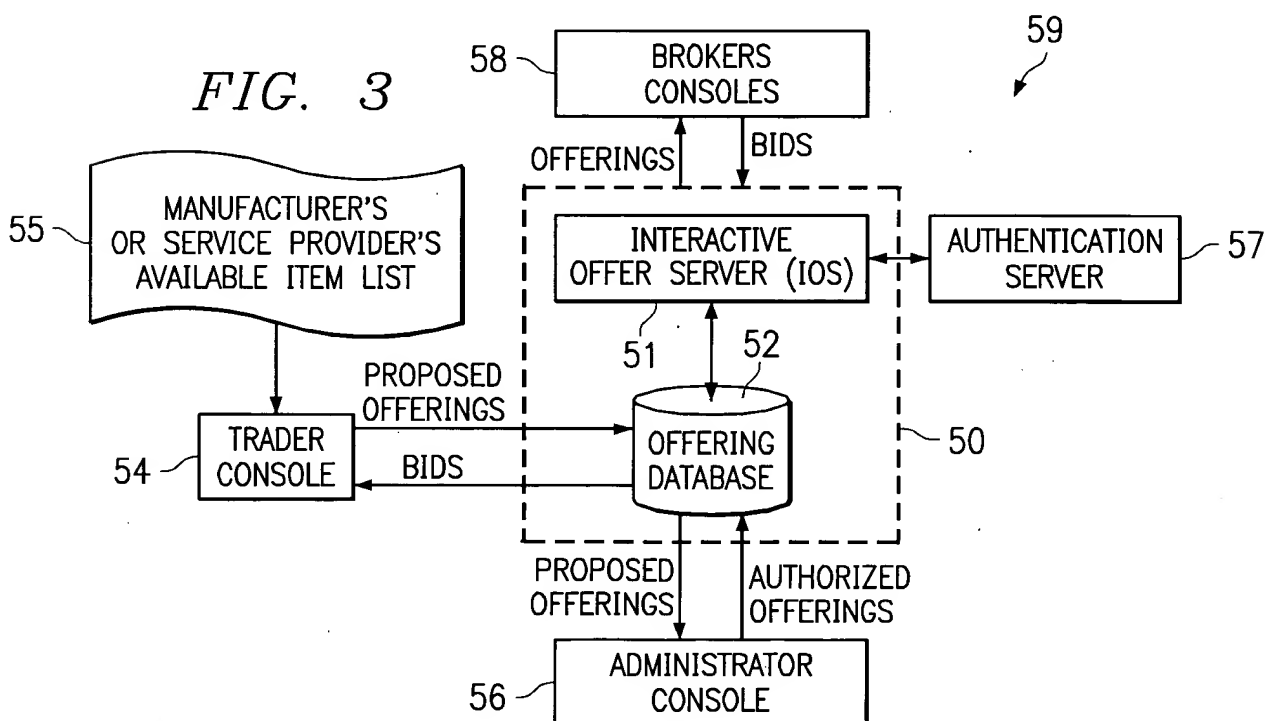 FIG. 3
58
BROKERS
CONSOLES
59
OFFERINGS
BIDS
55
MANUFACTURER'S
OR SERVICE PROVIDER'S
AVAILABLE ITEM LIST
INTERACTIVE
OFFER SERVER (IOS)
AUTHENTICATION
SERVER
57
51
52
PROPOSED
OFFERINGS
54
TRADER
CONSOLE
BIDS
OFFERING
DATABASE
50
PROPOSED
OFFERINGS
AUTHORIZED
OFFERINGS
56
ADMINISTRATOR
CONSOLE